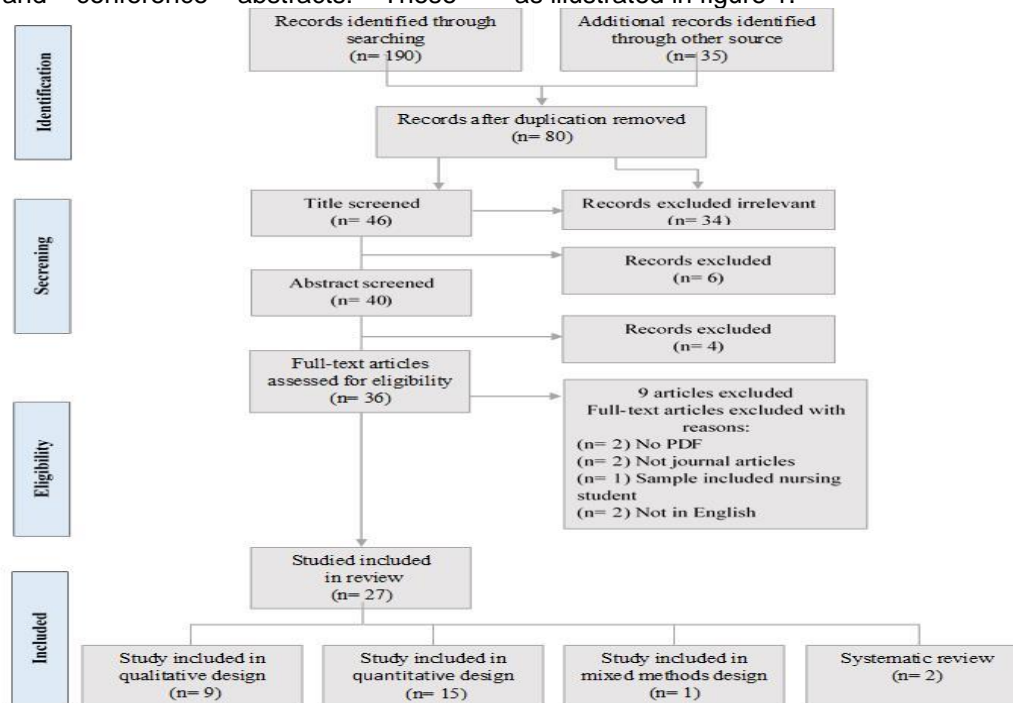 and conference abstracts. These as illustrated in figure 1.
Identification
Records identified through
searching
(n= 190)
Additional records identified
through other source
(n= 35)
Records after duplication removed
(n= 80)
Secrening
Title screened
(n= 46)
Records excluded irrelevant
(n= 34)
Records excluded
(n= 6)
Abstract screened
(n= 40)
Records excluded
(n= 4)
Full-text articles
assessed for eligibility
(n= 36)
Eligibility
9 articles excluded
Full-text articles excluded with
reasons:
(n= 2) No PDF
(n= 2) Not journal articles
(n= 1) Sample included nursing
student
(n= 2) Not in English
Included
Studied included
in review
(n= 27)
Study included in
qualitative design
(n= 9)
Study included in
quantitative design
(n= 15)
Study included in
mixed methods design
(n= 1)
Systematic review
(n= 2)